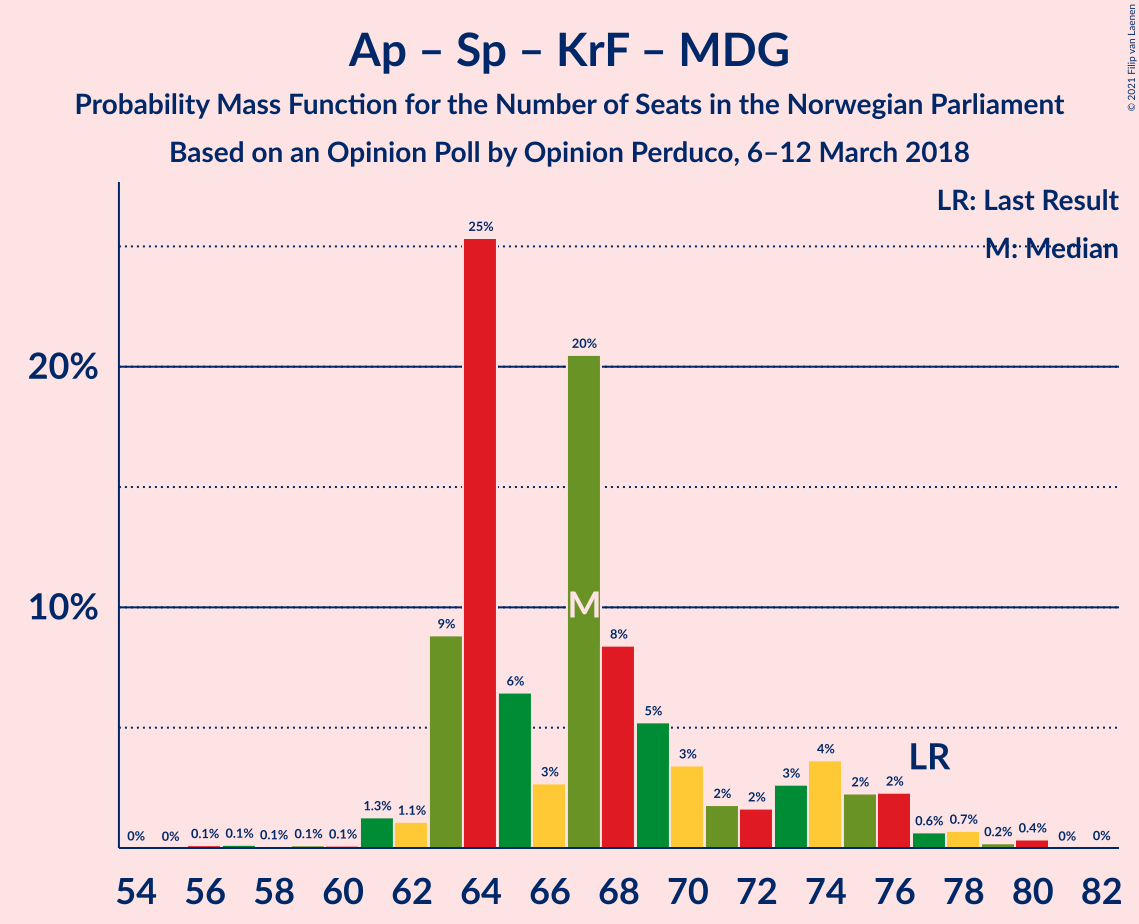 Ap – Sp – KrF – MDG
Probability Mass Function for the Number of Seats in the Norwegian Parliament
Based on an Opinion Poll by Opinion Perduco, 6–12 March 2018
© 2021 Filip van Laenen
LR: Last Result
M: Median
20%
10%
0% 0% 0.1% 0.1% 0.1% 0.1% 0.1% 1.3% 1.1% 9% 25% 6% 3% 20% 8% 5% 3% 2% 2% 3% 4% 2% 2% 0.6% 0.7% 0.2% 0.4% 0% 0%
M
LR
54 56 58 60 62 64 66 68 70 72 74 76 78 80 82